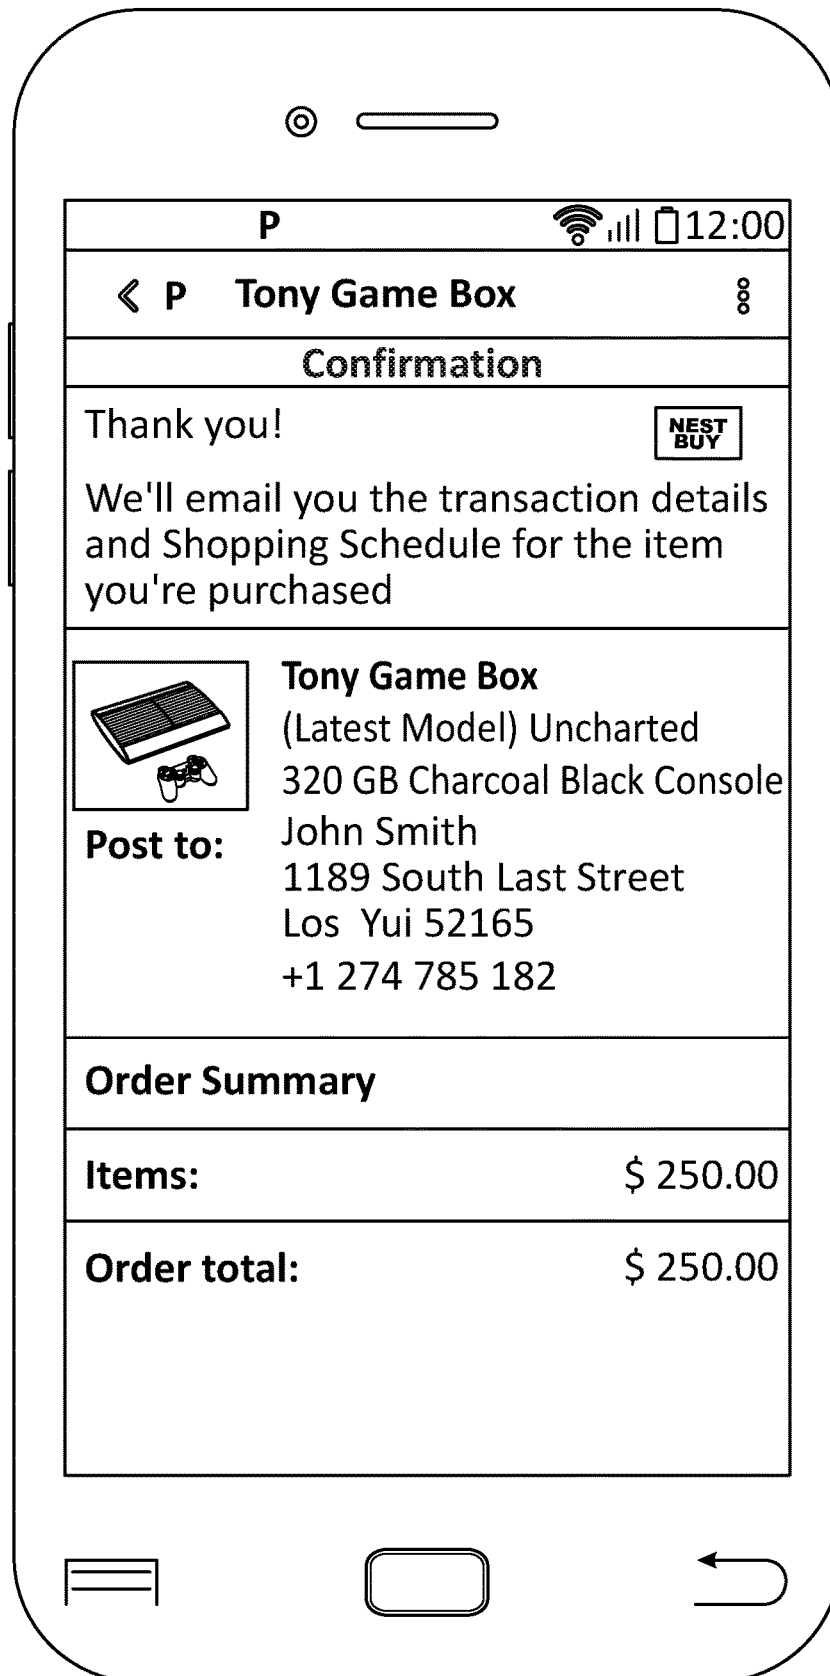 P 12:00
P Tony Game Box
Confirmation
Thank you!
NEST
BUY
We'll email you the transaction details
and Shopping Schedule for the item
you're purchased
Tony Game Box
(Latest Model) Uncharted
320 GB Charcoal Black Console
Post to:
John Smith
1189 South Last Street
Los Yui 52165
+1 274 785 182
Order Summary
Items: $ 250.00
Order total: $ 250.00